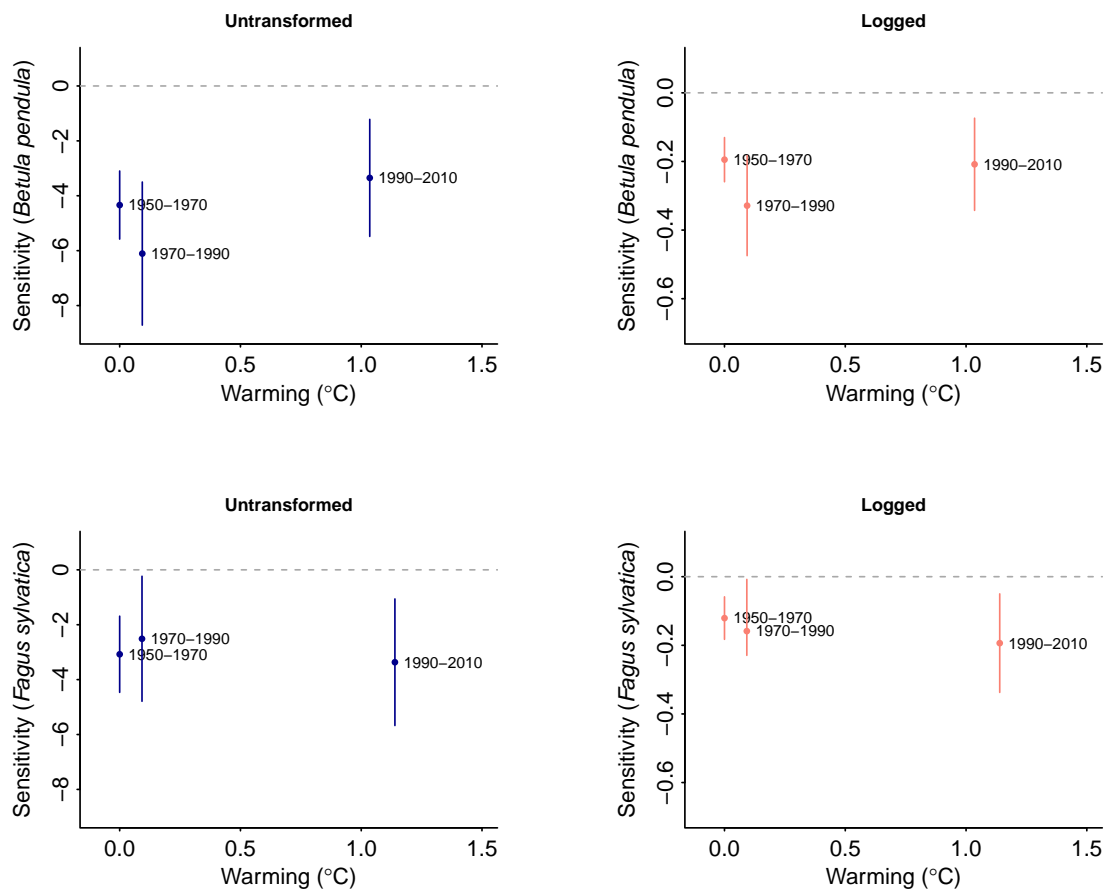 Untransformed
Sensitivity (Betula pendula)
0
−2
−4
−6
−8
1950−1970
1970−1990
1990−2010
0.0 0.5 1.0 1.5
Warming (°C)
Logged
Sensitivity (Betula pendula)
0.0
−0.2
−0.4
−0.6
1950−1970
1970−1990
1990−2010
0.0 0.5 1.0 1.5
Warming (°C)
Untransformed
Sensitivity (Fagus sylvatica)
0
−2
−4
−6
−8
1970−1990
1950−1970
1990−2010
0.0 0.5 1.0 1.5
Warming (°C)
Logged
Sensitivity (Fagus sylvatica)
0.0
−0.2
−0.4
−0.6
1950−1970
1970−1990
1990−2010
0.0 0.5 1.0 1.5
Warming (°C)